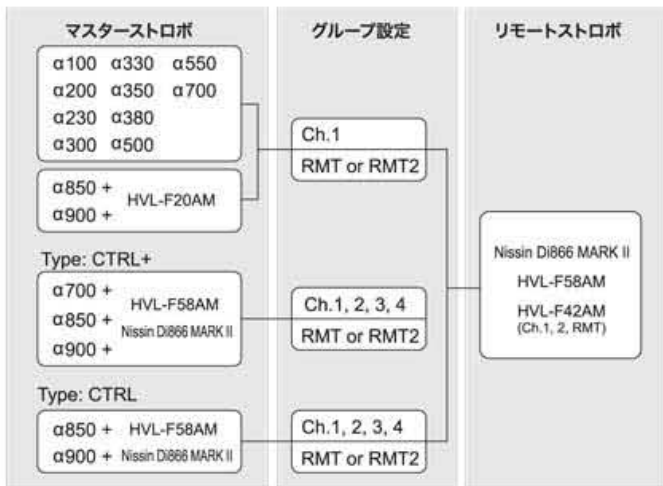 マスターストロボ
グループ設定
リモートストロボ
α100 α330 α550
α200 α350 α700
α230 α380
α300 α500
α850 +
HVL-F20AM
α900 +
Ch.1
RMT or RMT2
Type: CTRL+
α700 +
HVL-F58AM
α850 +
Nissin Di866 MARK II
α900 +
Ch.1, 2, 3, 4
RMT or RMT2
Type: CTRL
α850 + HVL-F58AM
α900 + Nissin Di866 MARK II
Ch.1, 2, 3, 4
RMT or RMT2
Nissin Di866 MARK II
HVL-F58AM
HVL-F42AM
(Ch.1, 2, RMT)